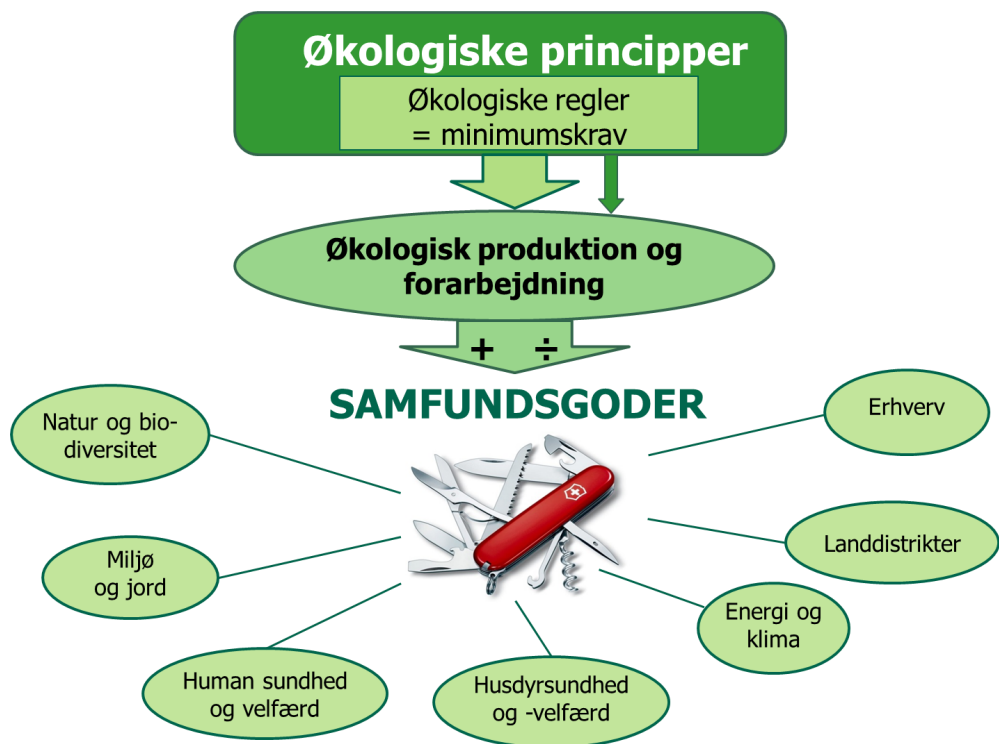 Økologiske principper
Økologiske regler
= minimumskrav
Økologisk produktion og
forarbejdning
+ ÷
SAMFUNDSGODER
Natur og bio-
diversitet
Erhverv
Miljø
og jord
Landdistrikter
Energi og
klima
Human sundhed
og velfærd
Husdyrsundhed
og -velfærd